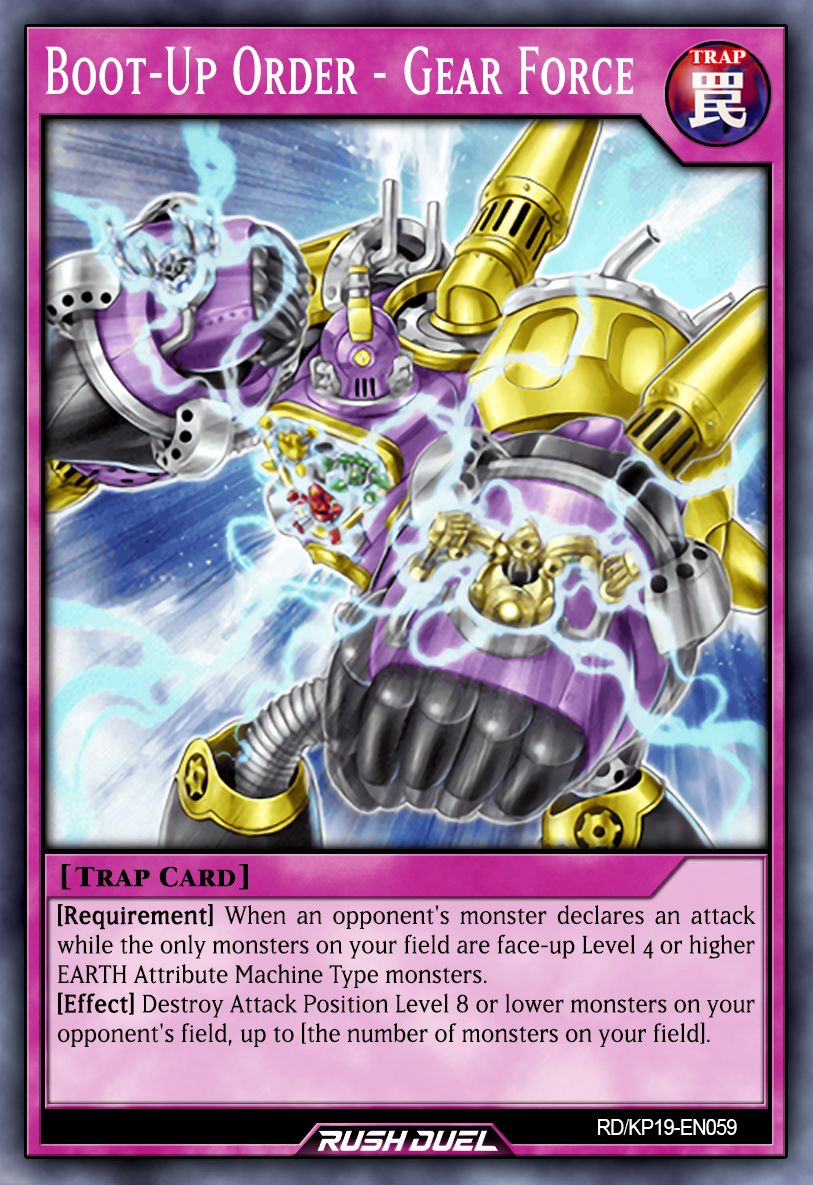 Boot-Up Order - Gear Force
TRAP
罠
[Trap Card]
[Requirement] When an opponent's monster declares an attack
while the only monsters on your field are face-up Level 4 or higher
EARTH Attribute Machine Type monsters.
[Effect] Destroy Attack Position Level 8 or lower monsters on your
opponent's field, up to [the number of monsters on your field].
RD/KP19-EN059
RUSH DUEL